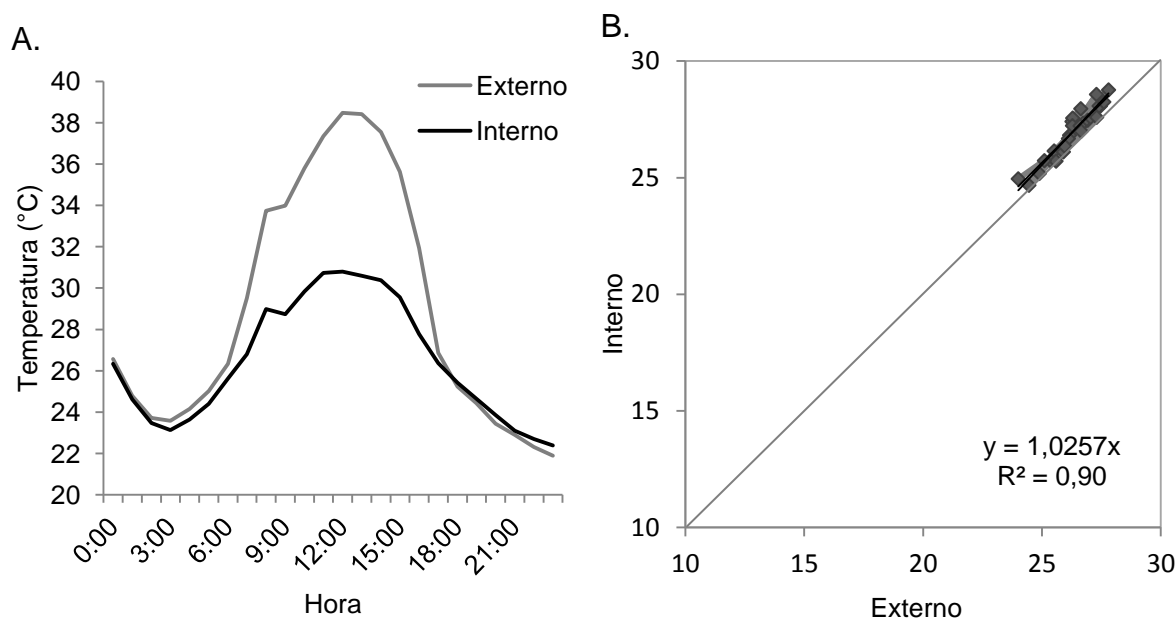 A.
Temperatura (°C)
40
38
36
34
32
30
28
26
24
22
20
0:00
3:00
6:00
9:00
12:00
15:00
18:00
21:00
Hora
Externo
Interno
B.
Interno
30
25
20
15
10
10
15
20
25
30
Externo
y = 1,0257x
R² = 0,90